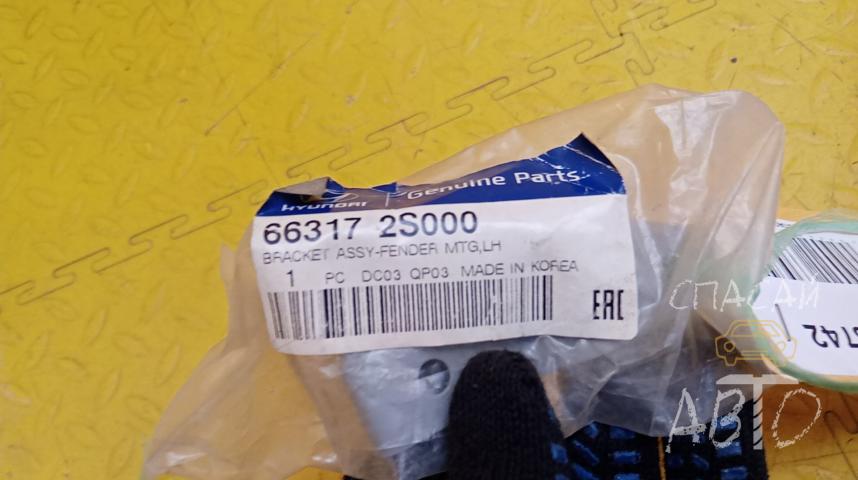 HYUNDAI | Genuine Parts
66317 2S000
BRACKET ASSY-FENDER MTG,LH
1 PC DC03 QP03 MADE IN KOREA
EAC
5742
СПАСАЙ
АВТО